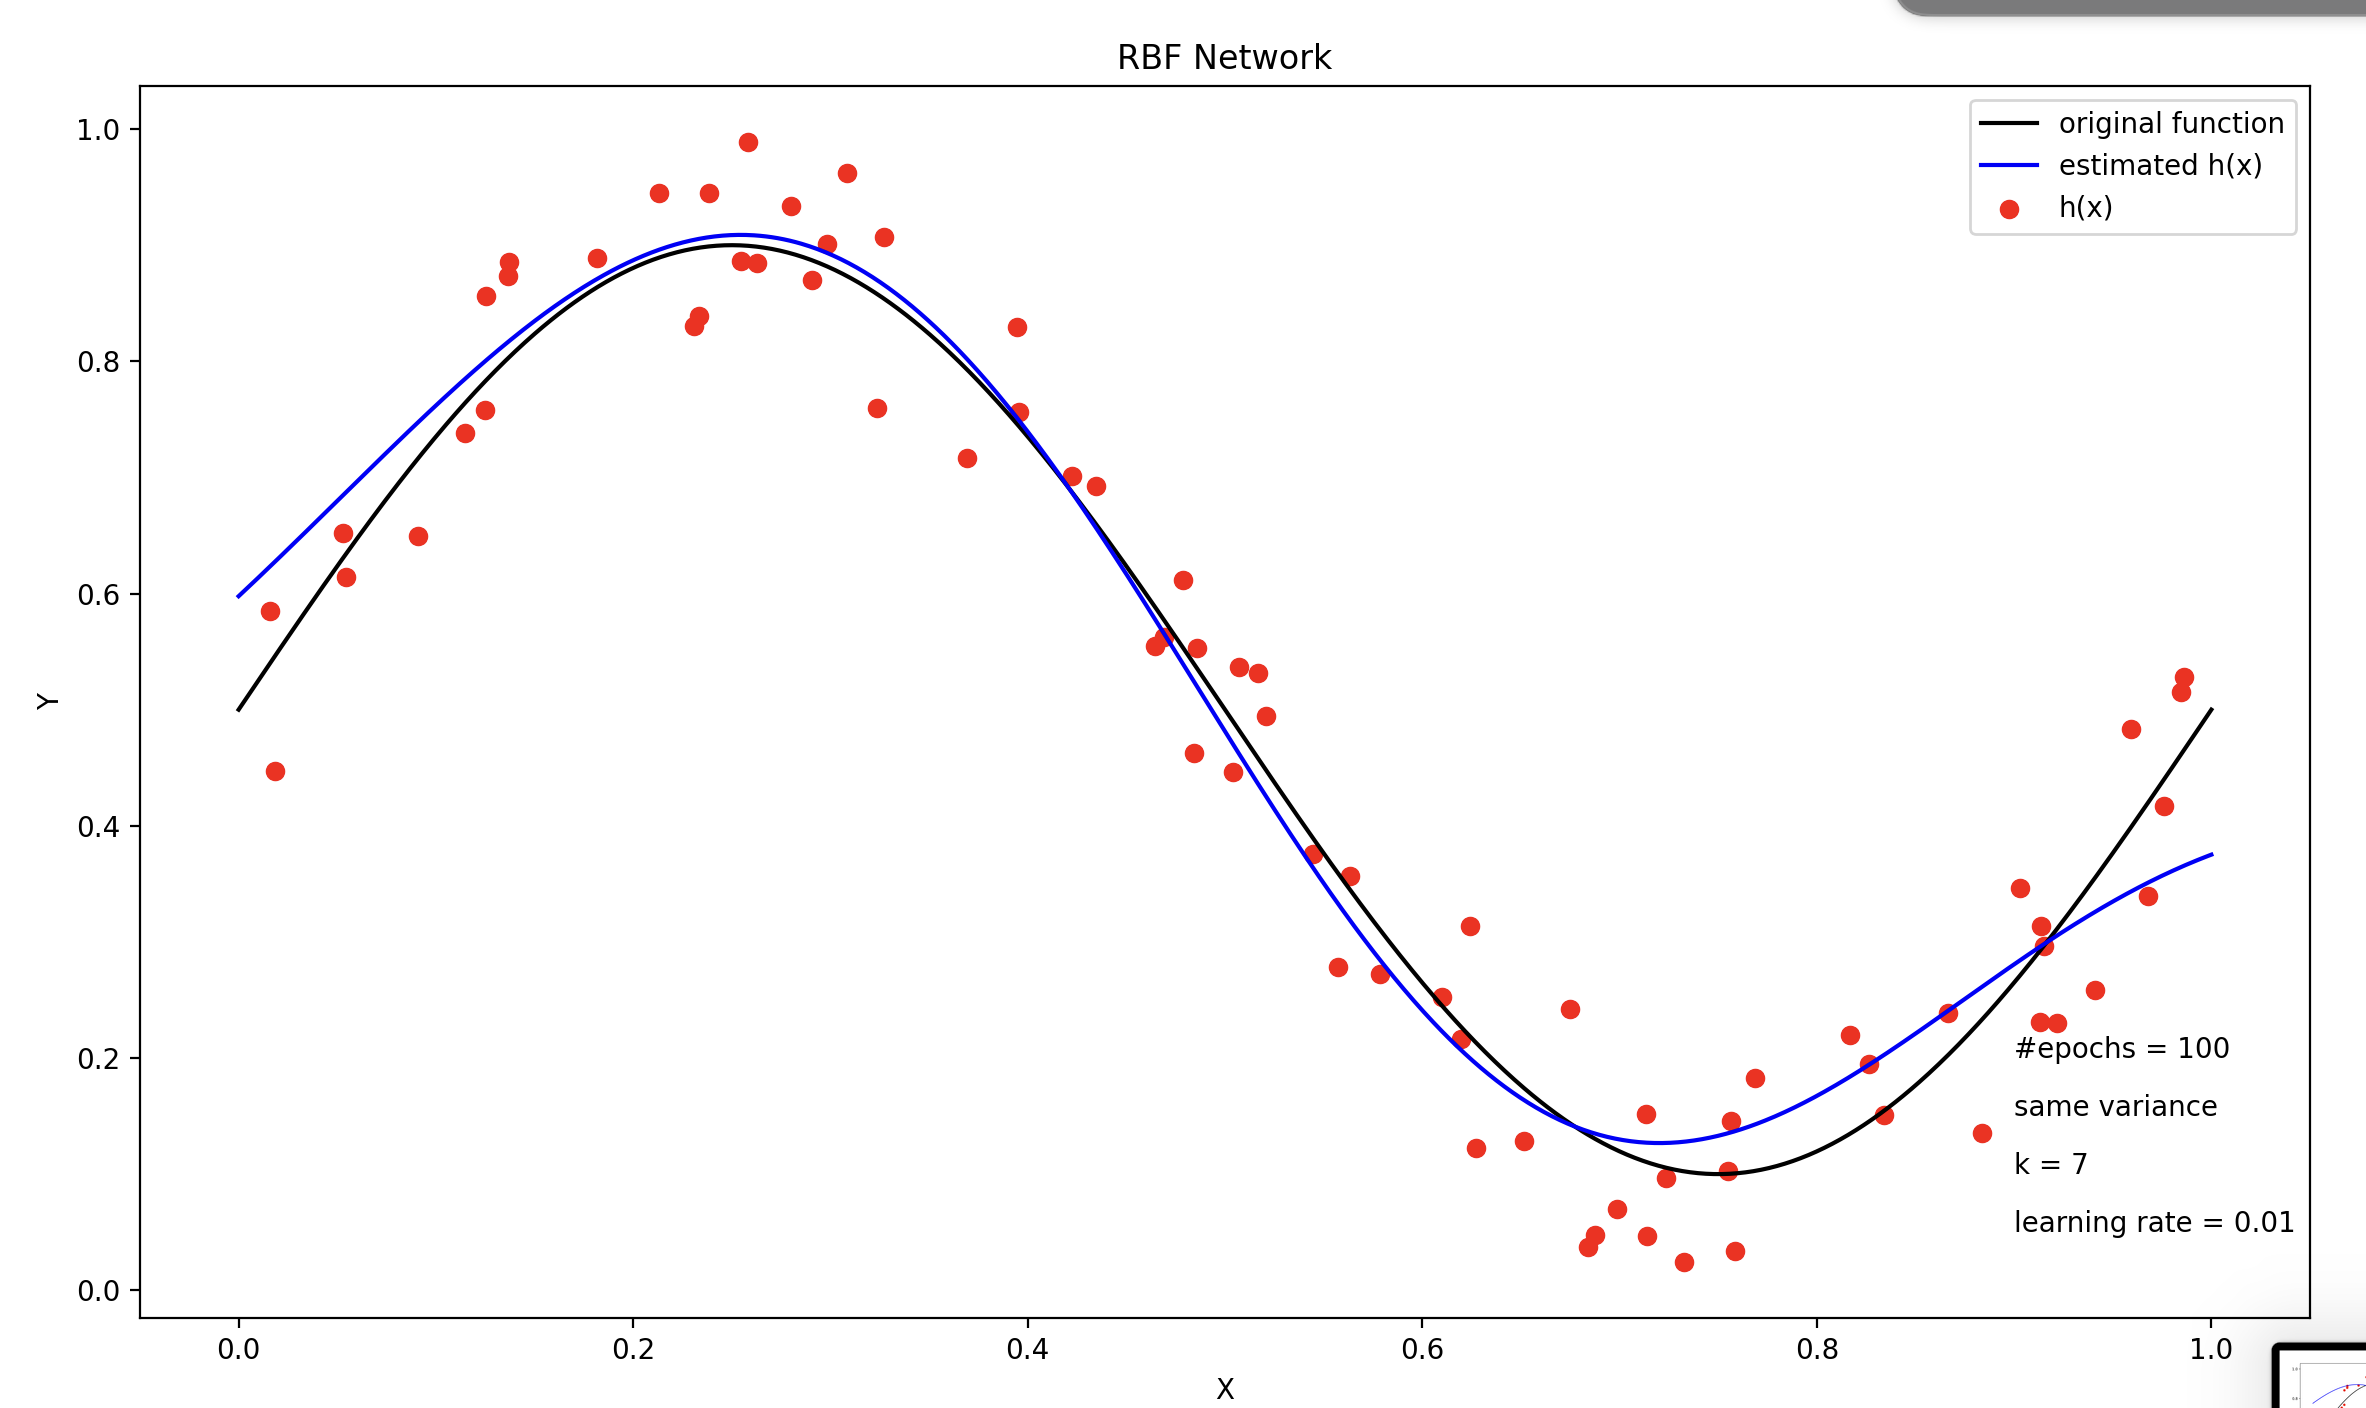 RBF Network
original function
estimated h(x)
h(x)
1.0
0.8
0.6
0.4
0.2
0.0
Y
#epochs = 100
same variance
k = 7
learning rate = 0.01
0.0 0.2 0.4 0.6 0.8 1.0
X